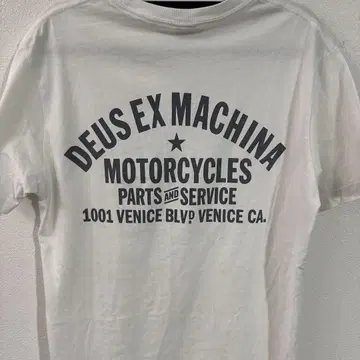 DEUS EX MACHINA
MOTORCYCLES
PARTS AND SERVICE
1001 VENICE BLVD VENICE CA.